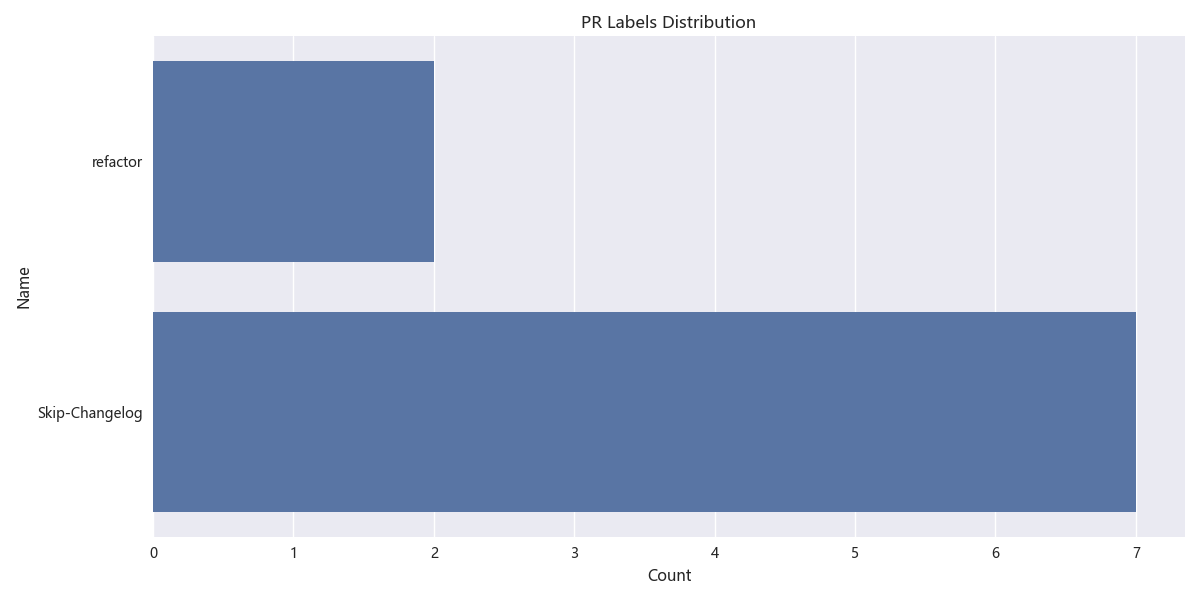 PR Labels Distribution
refactor
Name
Skip-Changelog
0 1 2 3 4 5 6 7
Count